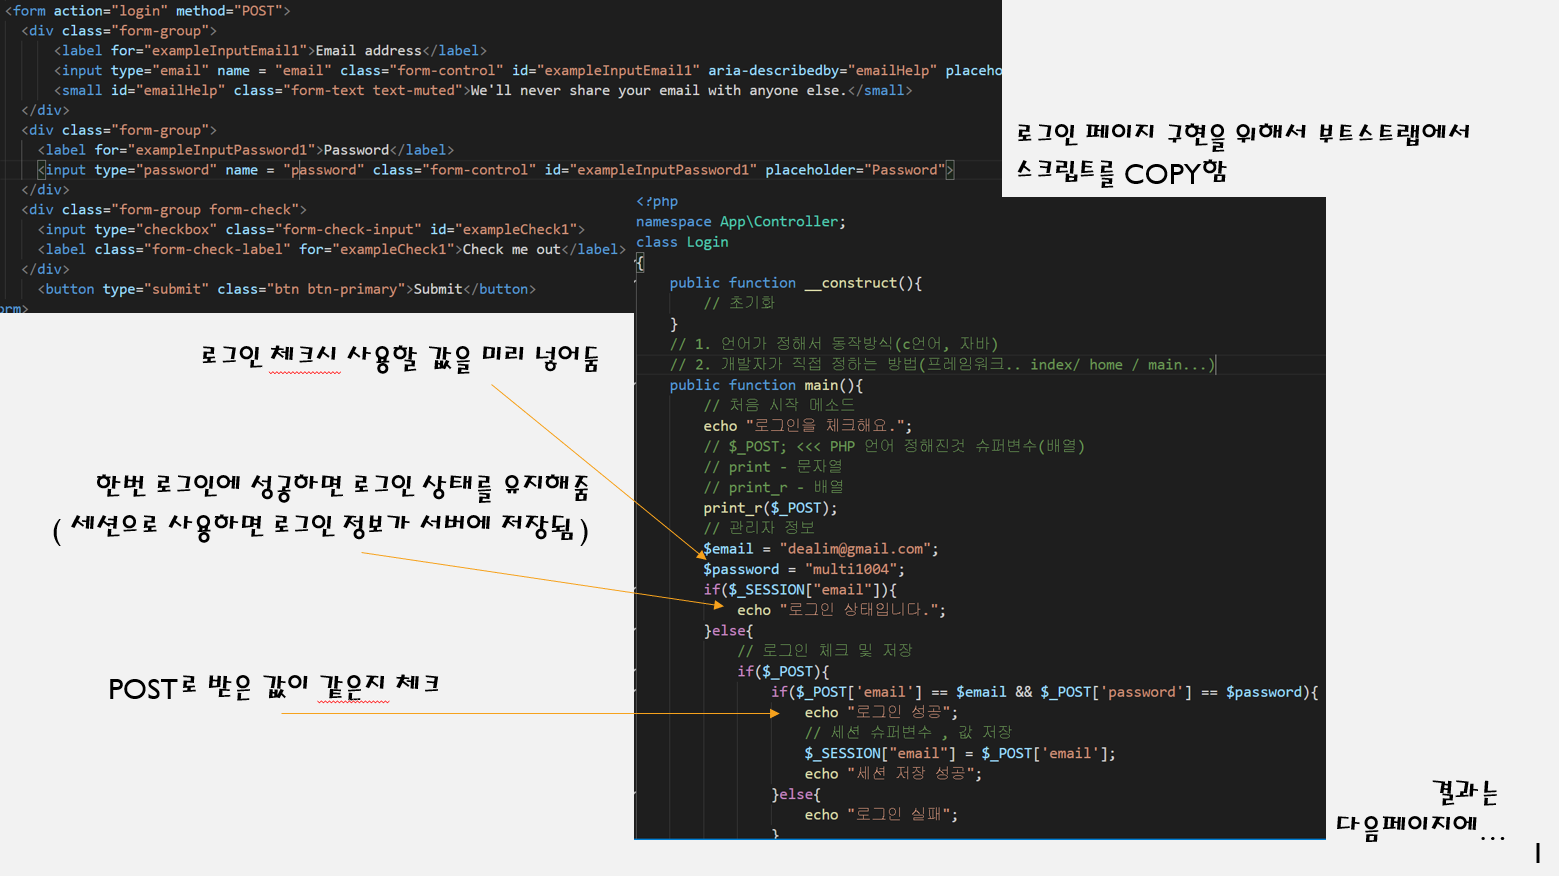 <form action="login" method="POST">
<div class="form-group">
<label for="exampleInputEmail1">Email address</label>
<input type="email" name = "email" class="form-control" id="exampleInputEmail1" aria-describedby="emailHelp" placeho
<small id="emailHelp" class="form-text text-muted">We'll never share your email with anyone else.</small>
</div>
<div class="form-group">
<label for="exampleInputPassword1">Password</label>
<input type="password" name = "password" class="form-control" id="exampleInputPassword1" placeholder="Password">
</div>
<div class="form-group form-check">
<input type="checkbox" class="form-check-input" id="exampleCheck1">
<label class="form-check-label" for="exampleCheck1">Check me out</label>
</div>
<button type="submit" class="btn btn-primary">Submit</button>
orm>
로그인 페이지 구현을 위해서 부트스트랩에서
스크립트를 COPY함
<?php
namespace App\Controller;
class Login
{
public function __construct(){
// 초기화
}
// 1. 언어가 정해서 동작방식(c언어, 자바)
// 2. 개발자가 직접 정하는 방법(프레임워크.. index/ home / main...)
public function main(){
// 처음 시작 메소드
echo "로그인을 체크해요.";
// $_POST; <<< PHP 언어 정해진것 슈퍼변수(배열)
// print - 문자열
// print_r - 배열
print_r($_POST);
// 관리자 정보
$email = "dealim@gmail.com";
$password = "multi1004";
if($_SESSION["email"]){
echo "로그인 상태입니다.";
}else{
// 로그인 체크 및 저장
if($_POST){
if($_POST['email'] == $email && $_POST['password'] == $password){
echo "로그인 성공";
// 세션 슈퍼변수 , 값 저장
$_SESSION["email"] = $_POST['email'];
echo "세션 저장 성공";
}else{
echo "로그인 실패";
}
로그인 체크시 사용할 값을 미리 넣어둠
한번 로그인에 성공하면 로그인 상태를 유지해줌
( 세션으로 사용하면 로그인 정보가 서버에 저장됨 )
POST로 받은 값이 같은지 체크
결과는
다음페이지에...
1